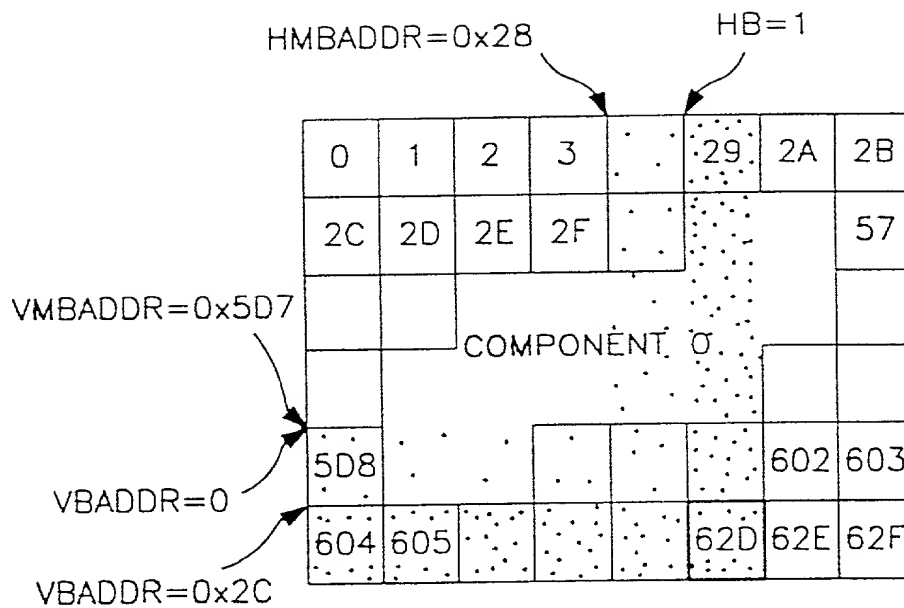 HMBADDR=0x28 HB=1
0 1 2 3 29 2A 2B
2C 2D 2E 2F 57
VMBADDR=0x5D7
COMPONENT 0
5D8 602 603
VBADDR=0
604 605 62D 62E 62F
VBADDR=0x2C